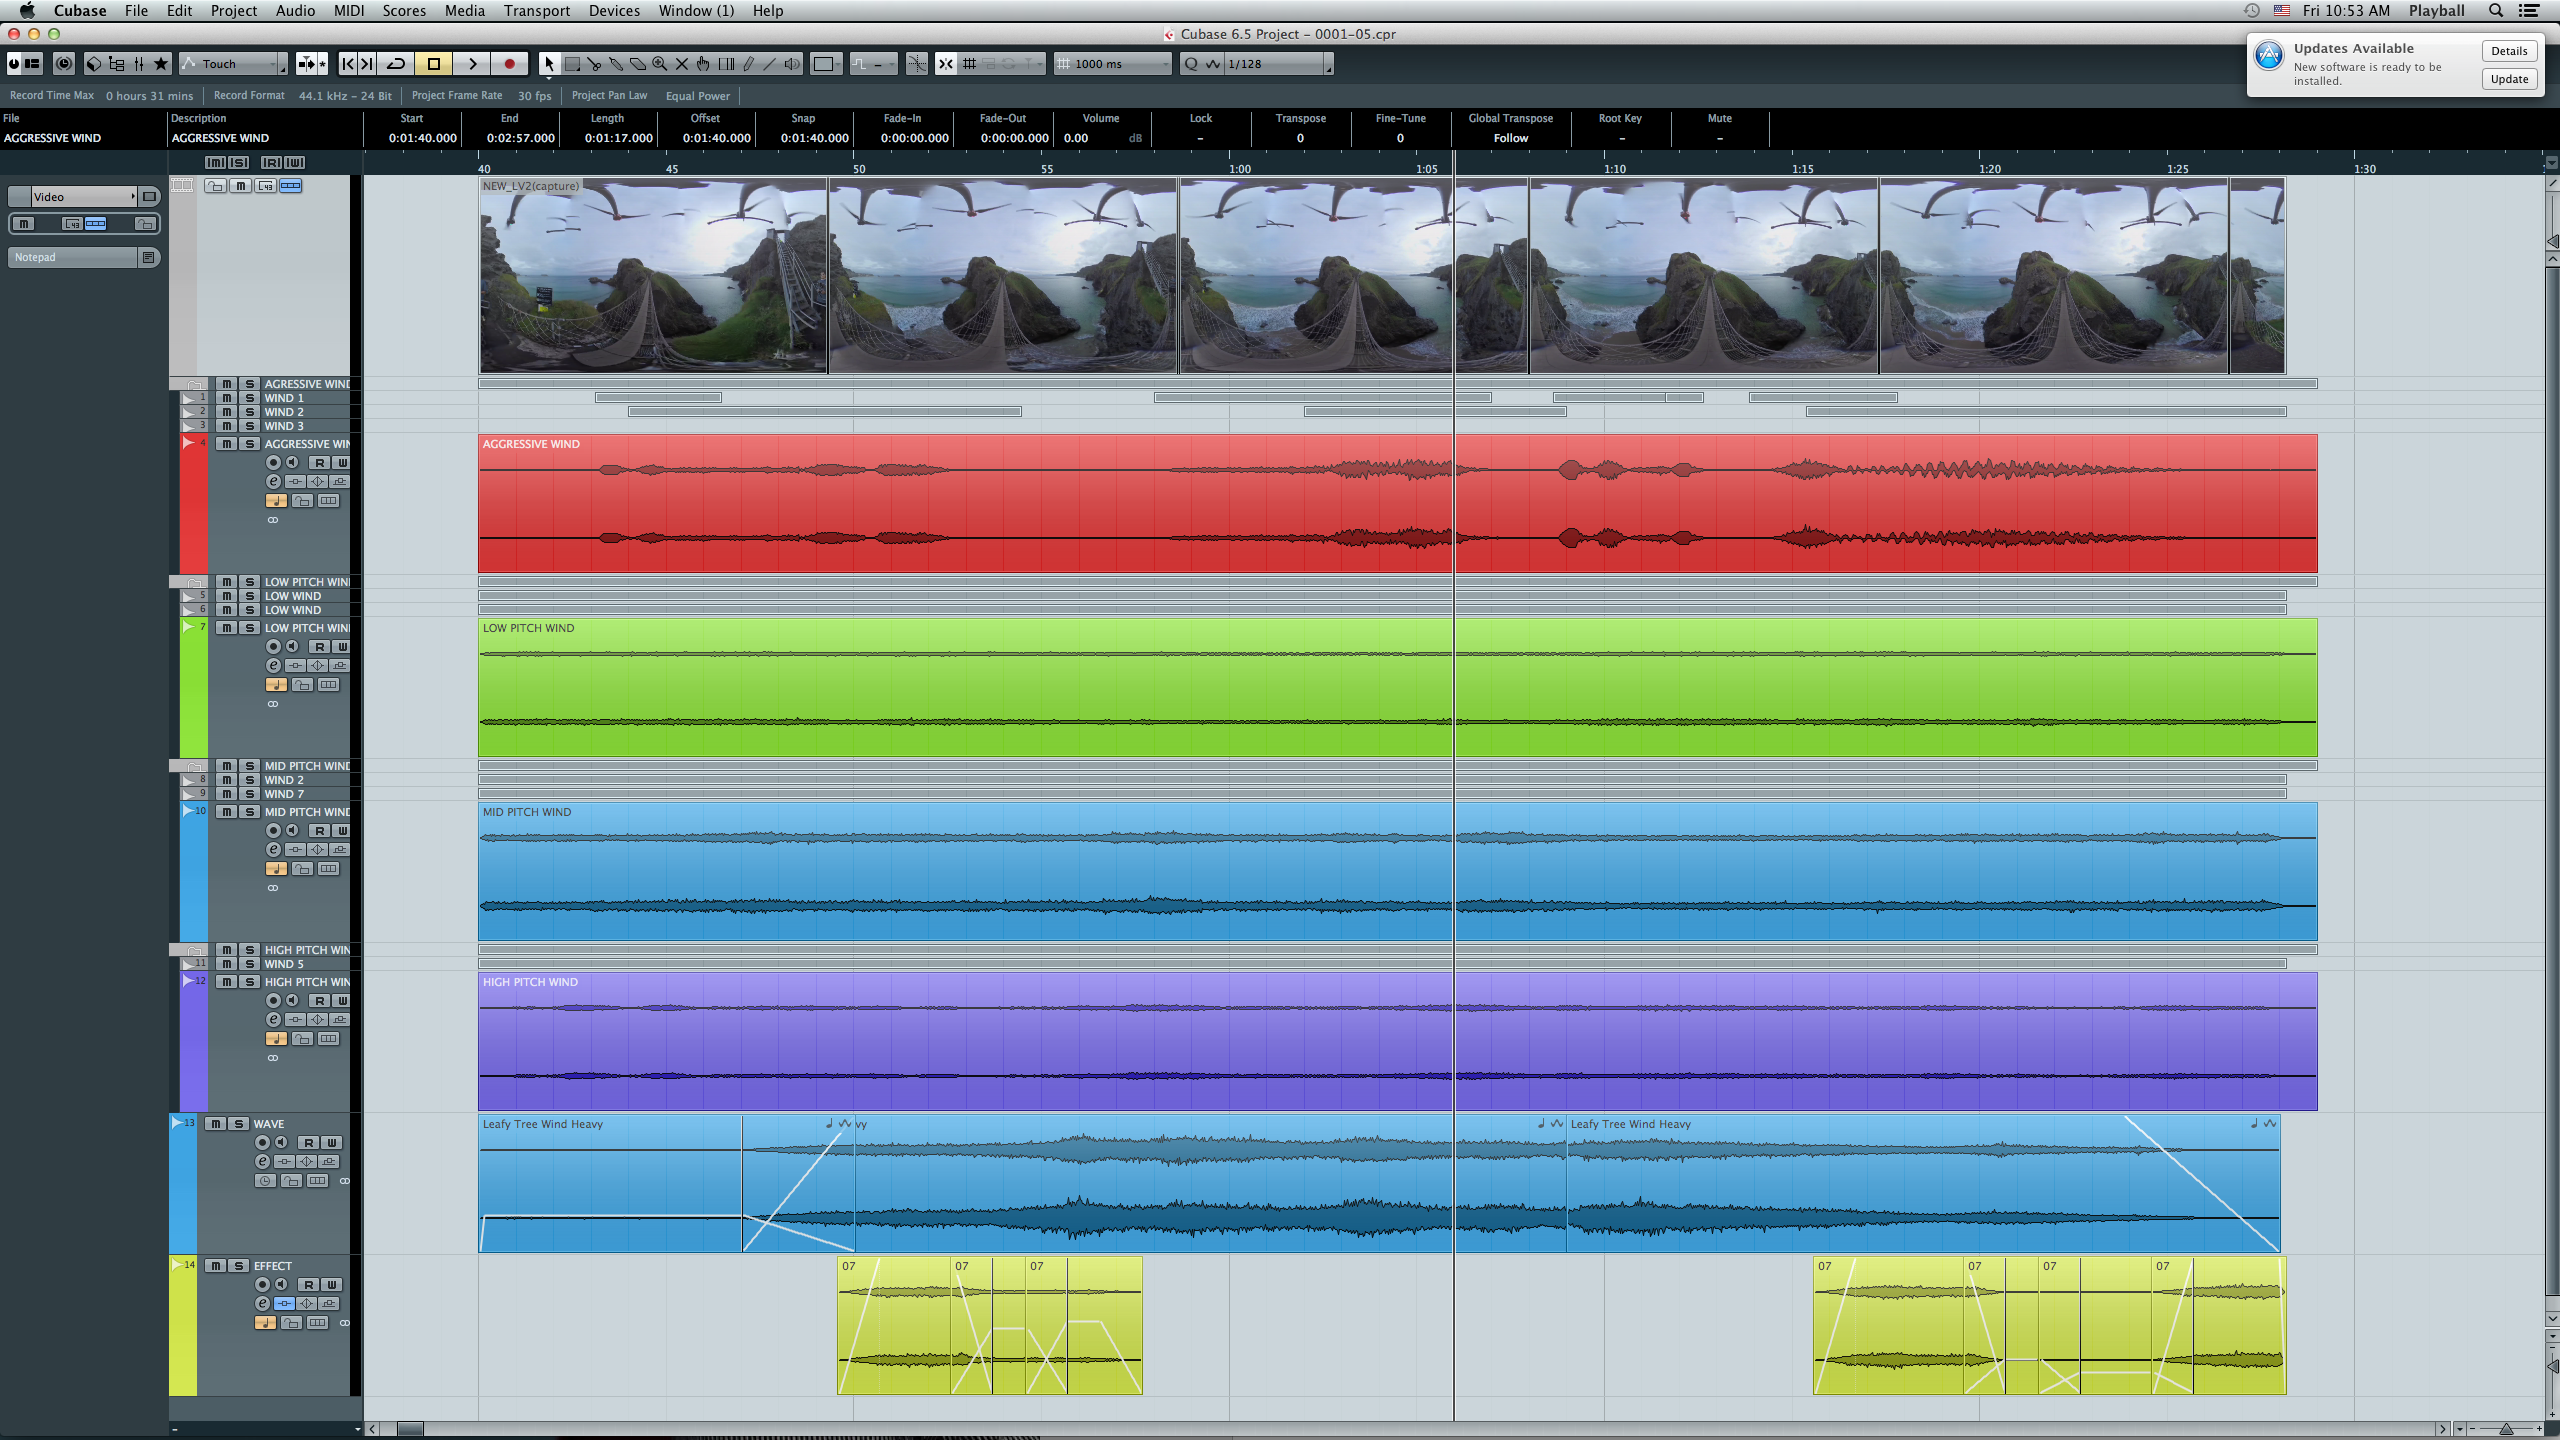 Cubase File Edit Project Audio MIDI Scores Media Transport Devices Window (1) Help Fri 10:53 AM Playball
Cubase 6.5 Project - 0001-05.cpr
Updates Available
New software is ready to be
installed.
Details
Update
Touch
1000 ms
Q
1/128
Record Time Max 0 hours 31 mins Record Format 44.1 kHz - 24 Bit Project Frame Rate 30 fps Project Pan Law Equal Power
File Description Start End Length Offset Snap Fade-In Fade-Out Volume Lock Transpose Fine-Tune Global Transpose Root Key Mute
AGGRESSIVE WIND AGGRESSIVE WIND 0:01:40.000 0:02:57.000 0:01:17.000 0:01:40.000 0:01:40.000 0:00:00.000 0:00:00.000 0.00 dB - 0 0 Follow - -
M S R W
40 45 50 55 1:00 1:05 1:10 1:15 1:20 1:25 1:30
Video
M
Notepad
M
NEW_LV2(capture)
M S AGRESSIVE WIND
1 M S WIND 1
2 M S WIND 2
3 M S WIND 3
4 M S AGGRESSIVE WIN
R W
e
AGGRESSIVE WIND
M S LOW PITCH WIN
5 M S LOW WIND
6 M S LOW WIND
7 M S LOW PITCH WIN
R W
e
LOW PITCH WIND
M S MID PITCH WIND
8 M S WIND 2
9 M S WIND 7
10 M S MID PITCH WIND
R W
e
MID PITCH WIND
M S HIGH PITCH WIN
11 M S WIND 5
12 M S HIGH PITCH WIN
R W
e
HIGH PITCH WIND
13 M S WAVE
R W
e
Leafy Tree Wind Heavy vy Leafy Tree Wind Heavy
14 M S EFFECT
R W
e
07 07 07 07 07 07 07